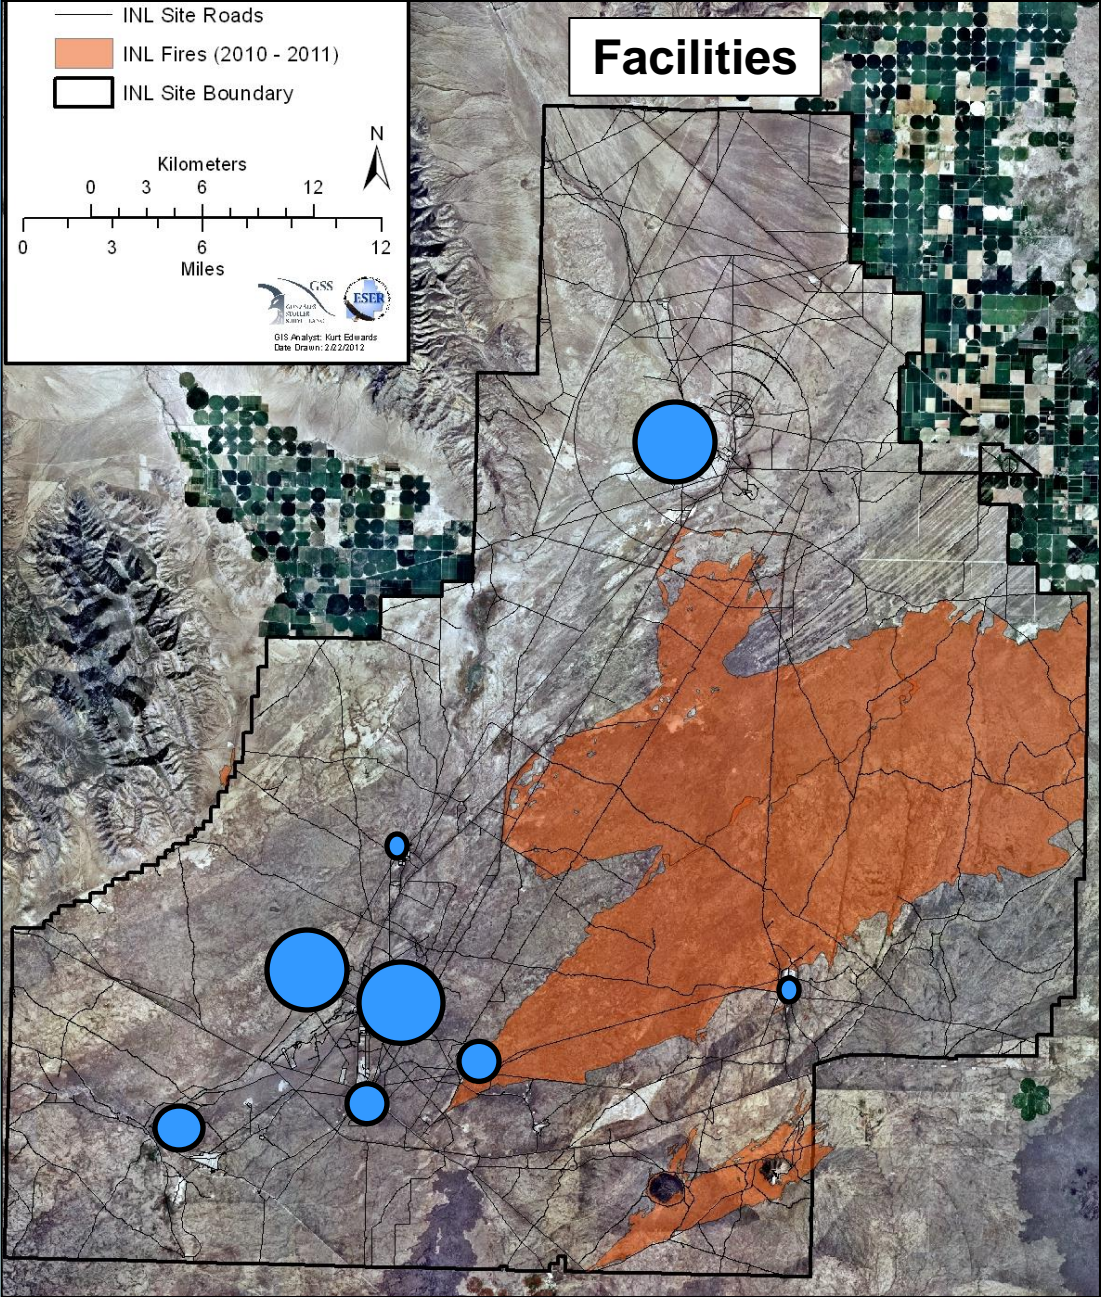 Facilities
INL Site Roads
INL Fires (2010 - 2011)
INL Site Boundary
N
Kilometers
0 3 6 12
0 3 6 12
Miles
GSS
ESER
GIS Analyst: Kurt Edwards
Date Drawn: 2/22/2012